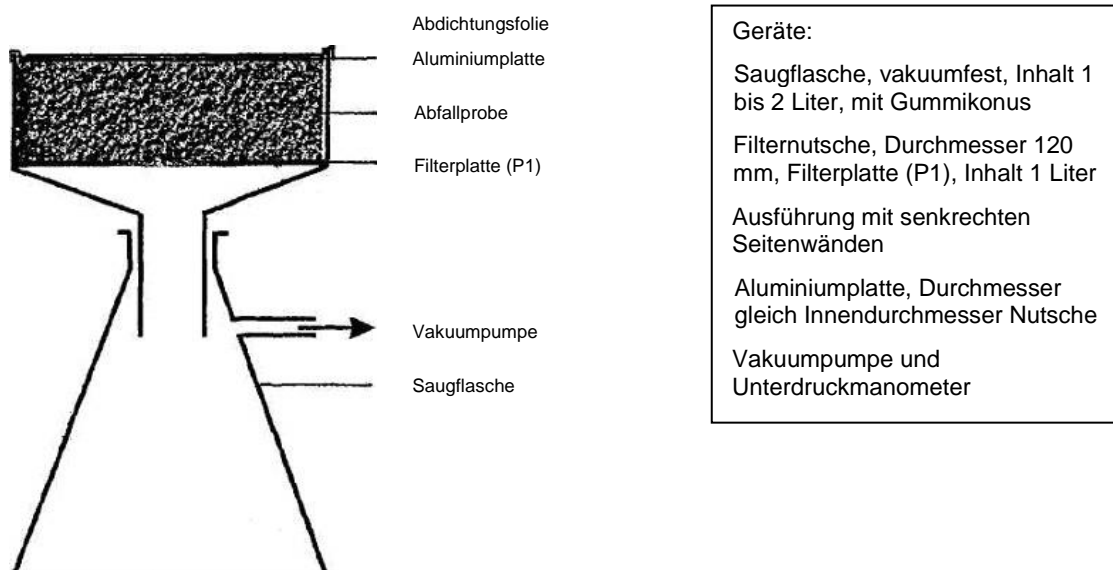 Abdichtungsfolie
Aluminiumplatte
Abfallprobe
Filterplatte (P1)
Vakuumpumpe
Saugflasche
Geräte:
Saugflasche, vakuumfest, Inhalt 1
bis 2 Liter, mit Gummikonus
Filternutsche, Durchmesser 120
mm, Filterplatte (P1), Inhalt 1 Liter
Ausführung mit senkrechten
Seitenwänden
Aluminiumplatte, Durchmesser
gleich Innendurchmesser Nutsche
Vakuumpumpe und
Unterdruckmanometer